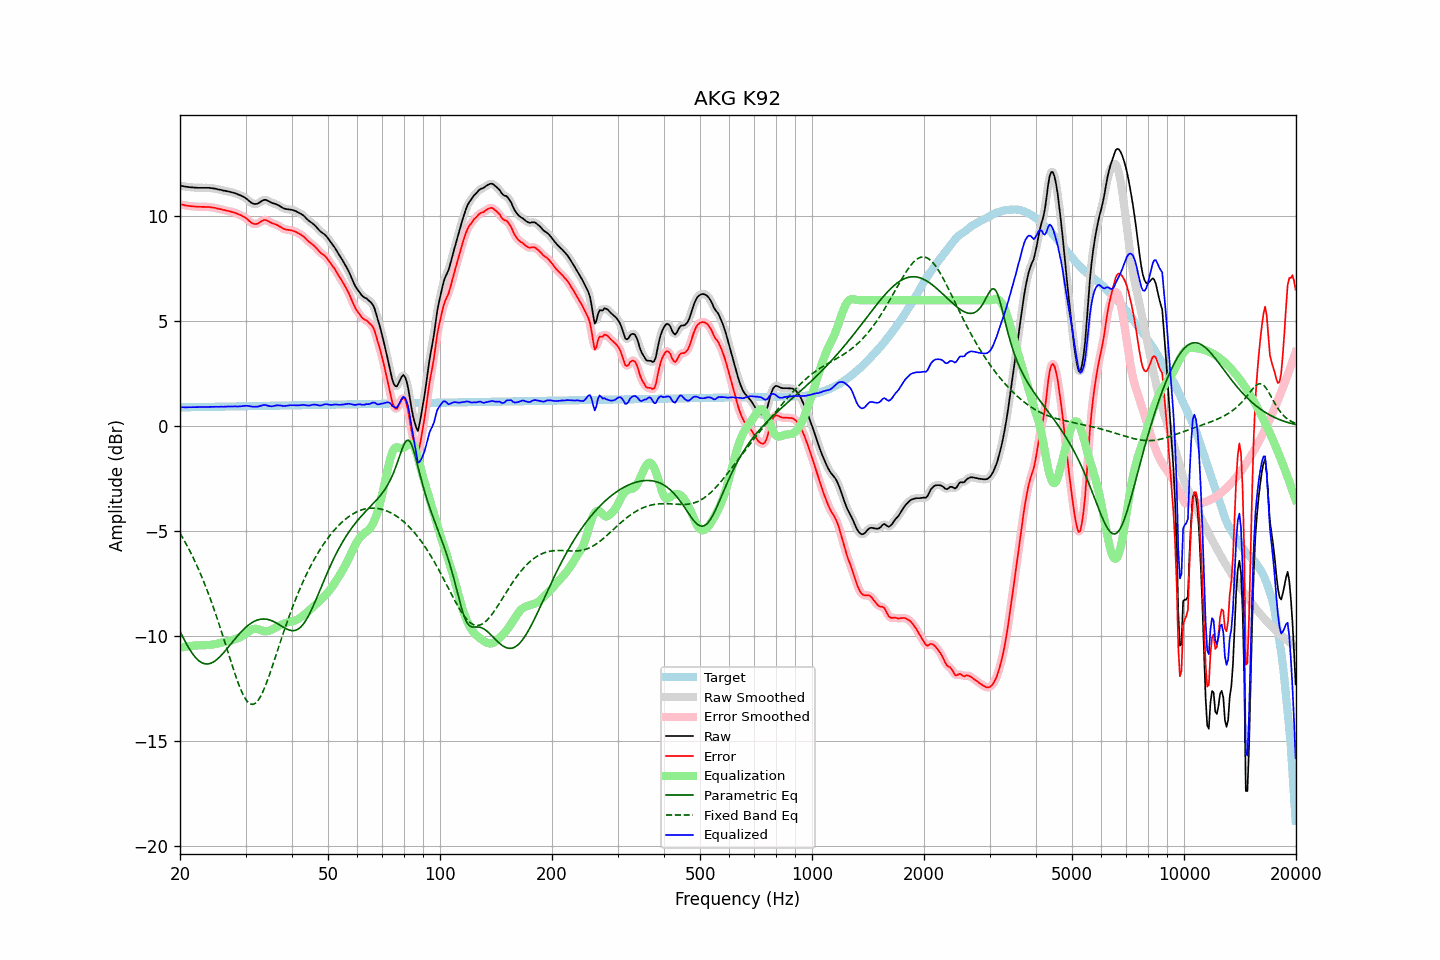 AKG K92
Amplitude (dBr)
10
5
0
−5
−10
−15
−20
20
50
100
200
500
1000
2000
5000
10000
20000
Frequency (Hz)
Target
Raw Smoothed
Error Smoothed
Raw
Error
Equalization
Parametric Eq
Fixed Band Eq
Equalized